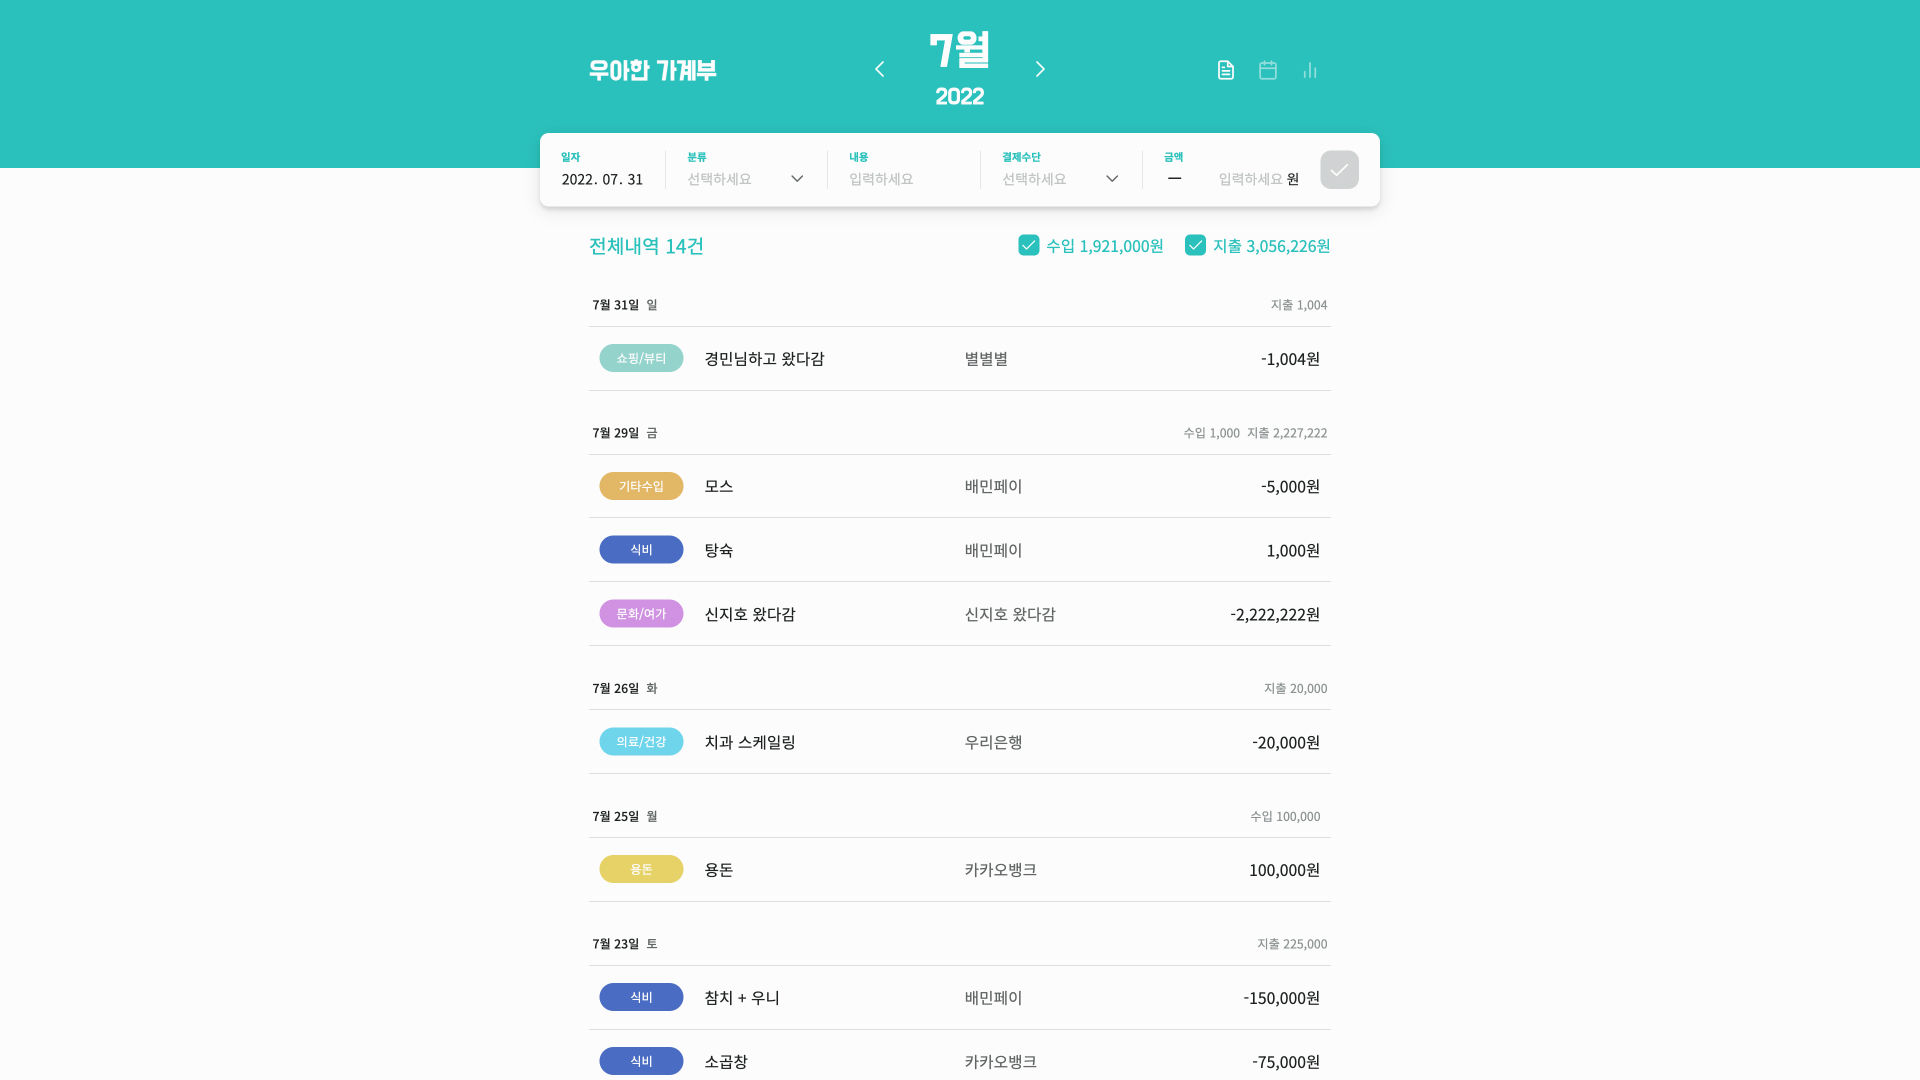 우아한 가계부
7월
2022
일자 분류 내용 결제수단 금액
2022. 07. 31 선택하세요 입력하세요 선택하세요 입력하세요 원
전체내역 14건 수입 1,921,000원 지출 3,056,226원
7월 31일 일 지출 1,004
쇼핑/뷰티 경민님하고 왔다감 별별별 -1,004원
7월 29일 금 수입 1,000 지출 2,227,222
기타수입 모스 배민페이 -5,000원
식비 탕슉 배민페이 1,000원
문화/여가 신지호 왔다감 신지호 왔다감 -2,222,222원
7월 26일 화 지출 20,000
의료/건강 치과 스케일링 우리은행 -20,000원
7월 25일 월 수입 100,000
용돈 용돈 카카오뱅크 100,000원
7월 23일 토 지출 225,000
식비 참치 + 우니 배민페이 -150,000원
식비 소곱창 카카오뱅크 -75,000원